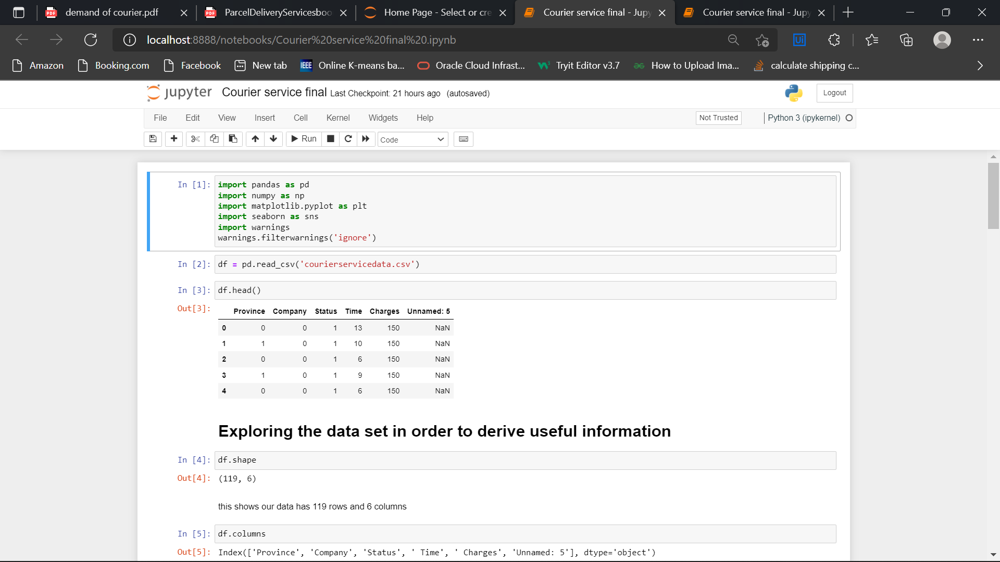 demand of courier.pdf
ParcelDeliveryServicesboo
Home Page - Select or cre
Courier service final - Jupy
Courier service final - Jupy
localhost:8888/notebooks/Courier%20service%20final%20.ipynb
Amazon
Booking.com
Facebook
New tab
IEEE Online K-means ba...
Oracle Cloud Infrast...
Tryit Editor v3.7
How to Upload Ima...
calculate shipping c...
jupyter Courier service final Last Checkpoint: 21 hours ago (autosaved)
Logout
File Edit View Insert Cell Kernel Widgets Help
Not Trusted
Python 3 (ipykernel)
Run
Code
In [1]: import pandas as pd
import numpy as np
import matplotlib.pyplot as plt
import seaborn as sns
import warnings
warnings.filterwarnings('ignore')
In [2]: df = pd.read_csv('courierservicedata.csv')
In [3]: df.head()
Out[3]:
Province Company Status Time Charges Unnamed: 5
0 0 0 1 13 150 NaN
1 1 0 1 10 150 NaN
2 0 0 1 6 150 NaN
3 1 0 1 9 150 NaN
4 0 0 1 6 150 NaN
Exploring the data set in order to derive useful information
In [4]: df.shape
Out[4]: (119, 6)
this shows our data has 119 rows and 6 columns
In [5]: df.columns
Out[5]: Index(['Province', 'Company', 'Status', ' Time', ' Charges', 'Unnamed: 5'], dtype='object')